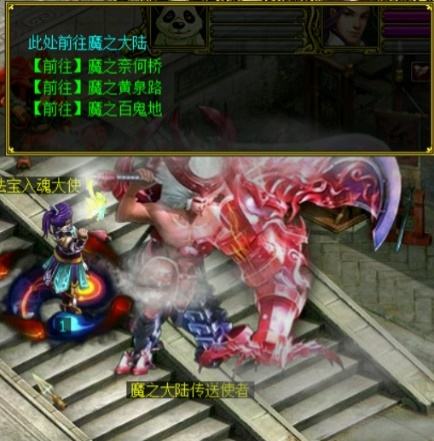 此处前往魔之大陆
【前往】魔之奈何桥
【前往】魔之黄泉路
【前往】魔之百鬼地
法宝入魂大使
1
魔之大陆传送使者